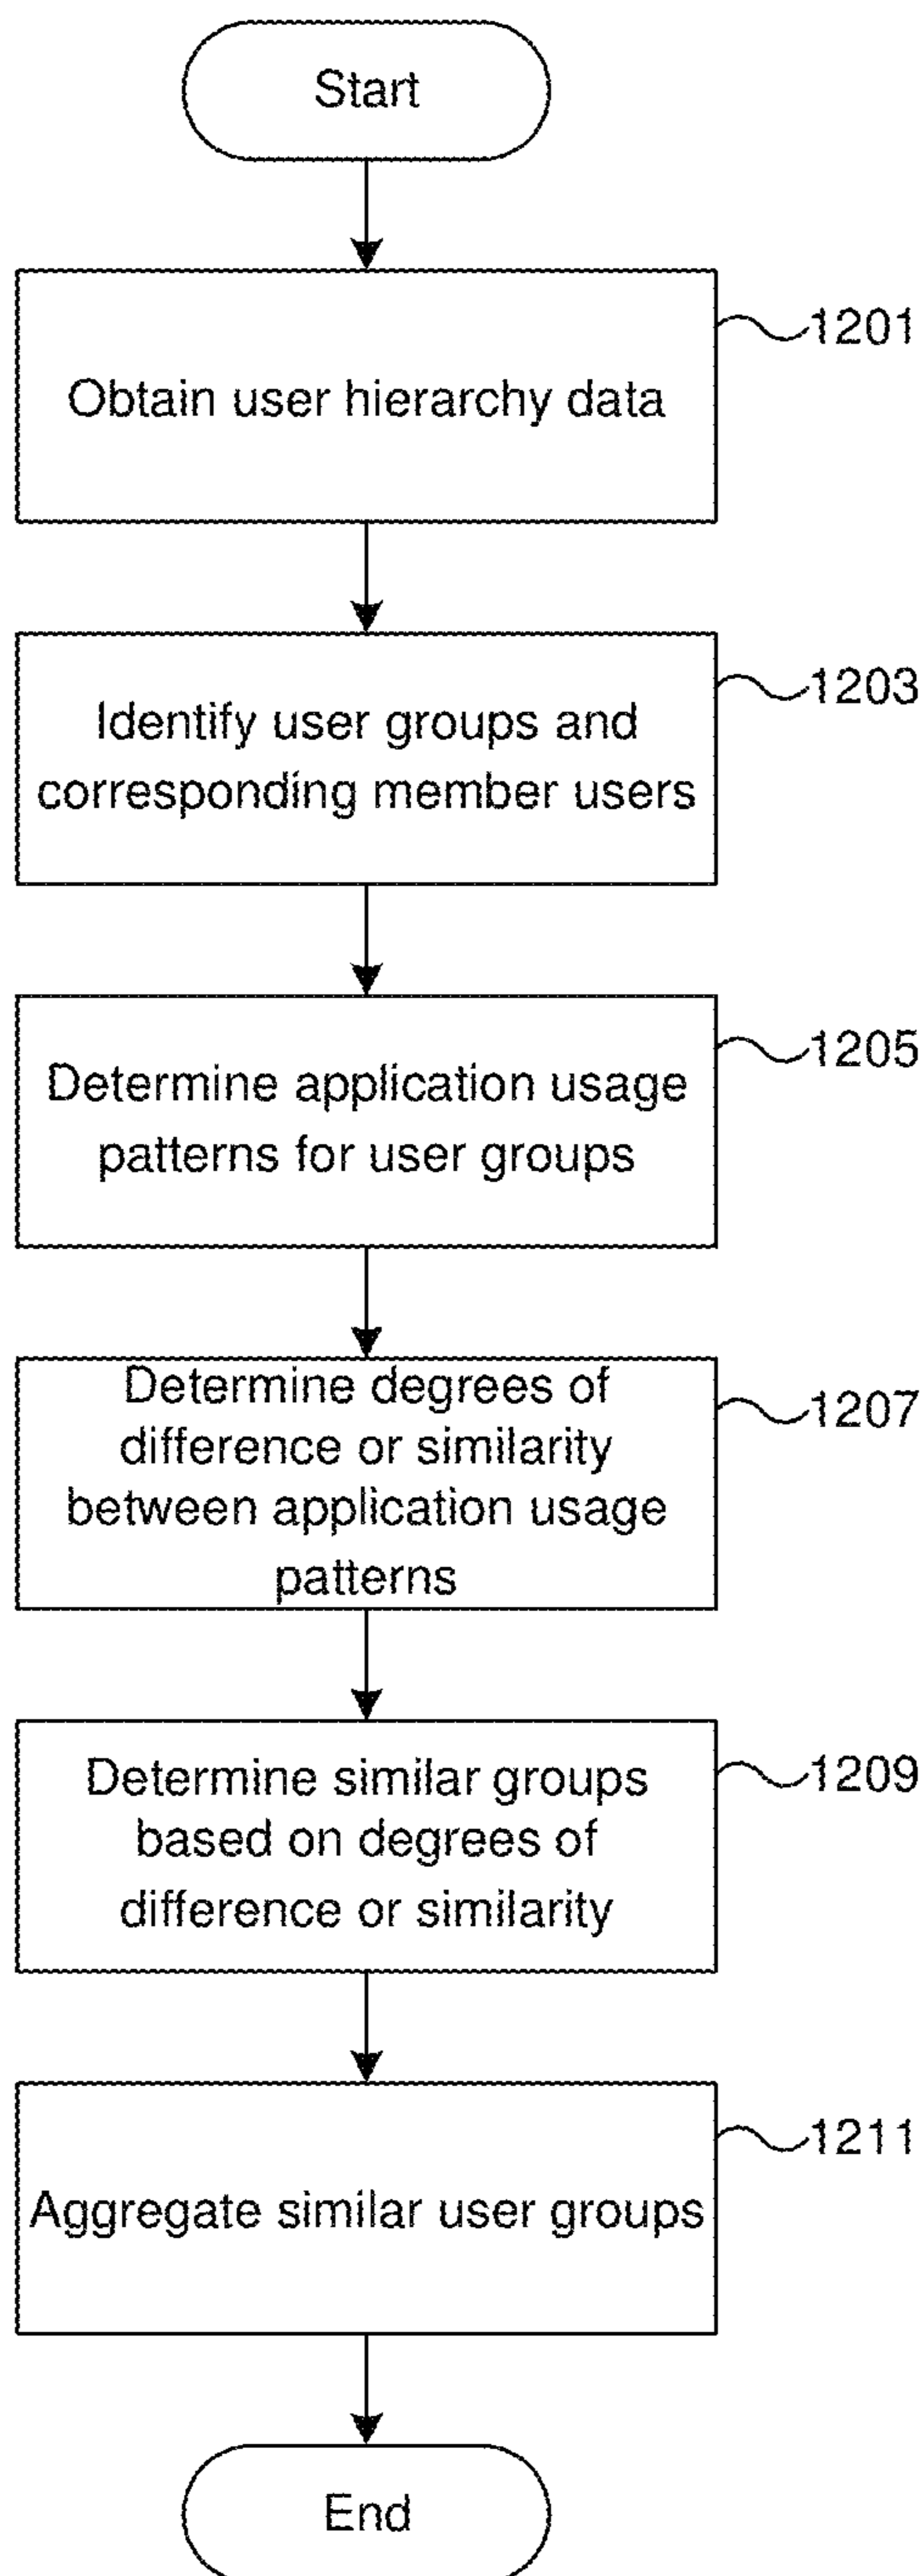 Start
1201
Obtain user hierarchy data
1203
Identify user groups and
corresponding member users
1205
Determine application usage
patterns for user groups
Determine degrees of
1207
difference or similarity
between application usage
patterns
1209
Determine similar groups
based on degrees of
difference or similarity
1211
Aggregate similar user groups
End